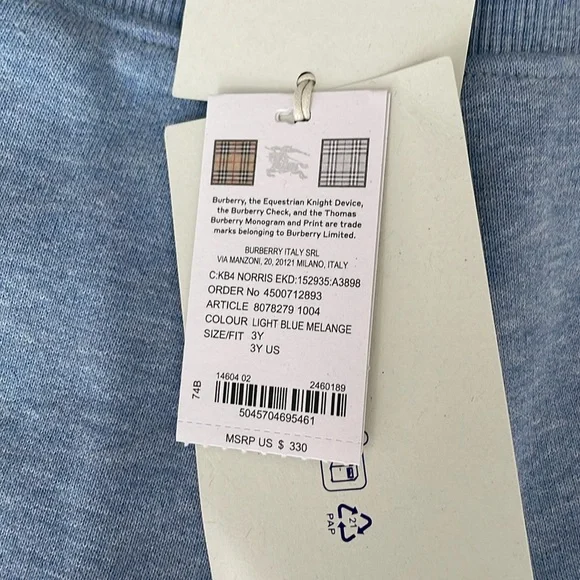 Burberry, the Equestrian Knight Device,
the Burberry Check, and the Thomas
Burberry Monogram and Print are trade
marks belonging to Burberry Limited.
BURBERRY ITALY SRL
VIA MANZONI, 20, 20121 MILANO, ITALY
C:KB4 NORRIS EKD:152935:A3898
ORDER No 4500712893
ARTICLE 8078279 1004
COLOUR LIGHT BLUE MELANGE
SIZE/FIT 3Y
3Y US
74B
14604 02 2460189
5045704695461
MSRP US $ 330
21
PAP